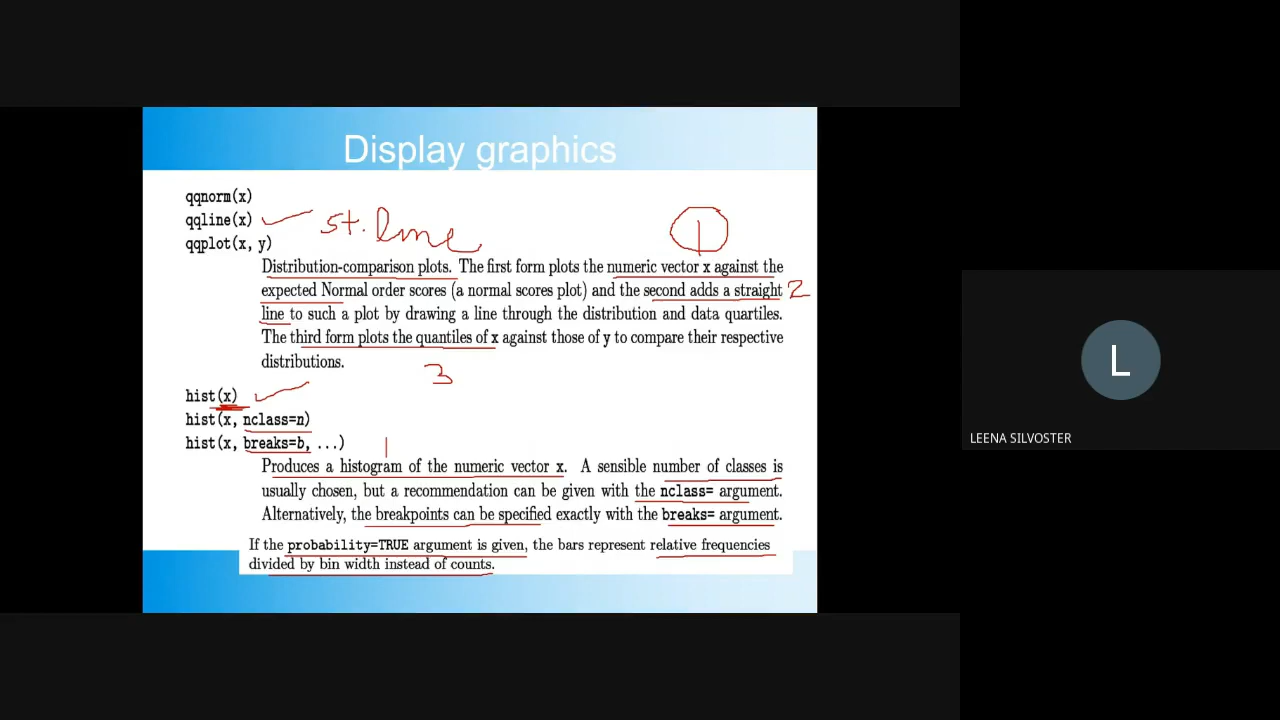 Display graphics
qqnorm(x)
qqline(x) st. line
qqplot(x, y)
1
Distribution-comparison plots. The first form plots the numeric vector x against the
expected Normal order scores (a normal scores plot) and the second adds a straight 2
line to such a plot by drawing a line through the distribution and data quartiles.
The third form plots the quantiles of x against those of y to compare their respective
distributions.
3
hist(x)
hist(x, nclass=n)
hist(x, breaks=b, ...)
1
Produces a histogram of the numeric vector x. A sensible number of classes is
usually chosen, but a recommendation can be given with the nclass= argument.
Alternatively, the breakpoints can be specified exactly with the breaks= argument.
If the probability=TRUE argument is given, the bars represent relative frequencies
divided by bin width instead of counts.
L
LEENA SILVOSTER